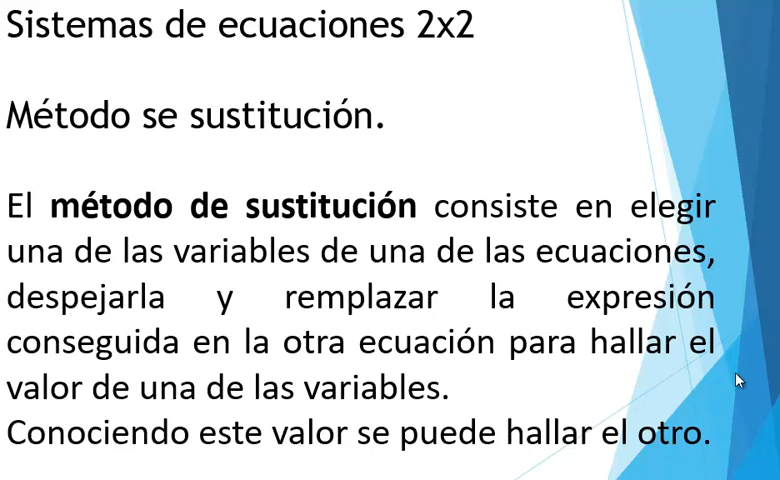 Sistemas de ecuaciones 2x2
Método se sustitución.
El método de sustitución consiste en elegir
una de las variables de una de las ecuaciones,
despejarla y remplazar la expresión
conseguida en la otra ecuación para hallar el
valor de una de las variables.
Conociendo este valor se puede hallar el otro.